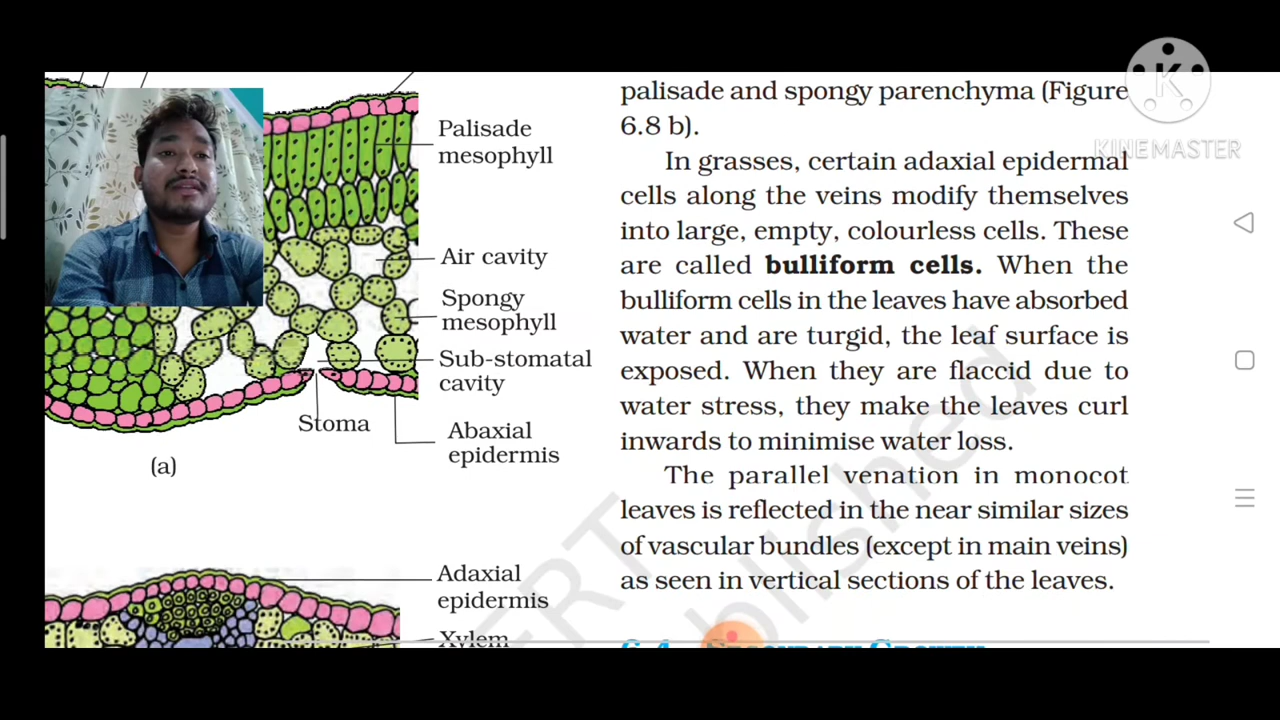 Palisade
mesophyll
Air cavity
Spongy
mesophyll
Sub-stomatal
cavity
Stoma
Abaxial
epidermis
(a)
Adaxial
epidermis
Xylem
palisade and spongy parenchyma (Figure
6.8 b).
In grasses, certain adaxial epidermal
cells along the veins modify themselves
into large, empty, colourless cells. These
are called bulliform cells. When the
bulliform cells in the leaves have absorbed
water and are turgid, the leaf surface is
exposed. When they are flaccid due to
water stress, they make the leaves curl
inwards to minimise water loss.
The parallel venation in monocot
leaves is reflected in the near similar sizes
of vascular bundles (except in main veins)
as seen in vertical sections of the leaves.
6.4 SECONDARY GROWTH
K
KINEMASTER